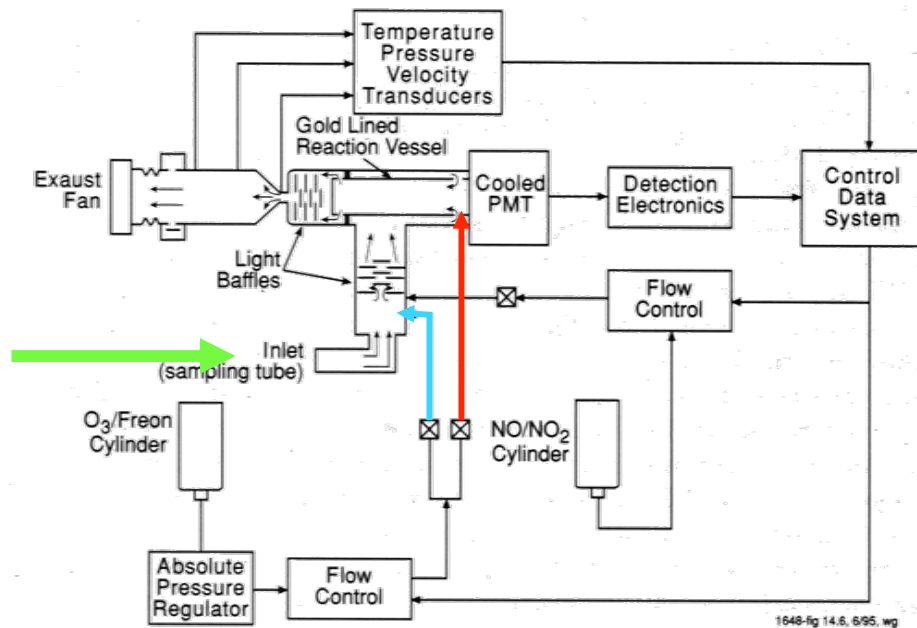 Temperature
Pressure
Velocity
Transducers
Gold Lined
Reaction Vessel
Exaust
Fan
Cooled
PMT
Detection
Electronics
Control
Data
System
Light
Baffles
Flow
Control
Inlet
(sampling tube)
O₃/Freon
Cylinder
NO/NO₂
Cylinder
Absolute
Pressure
Regulator
Flow
Control
1648-fig 14.6, 6/95, wg